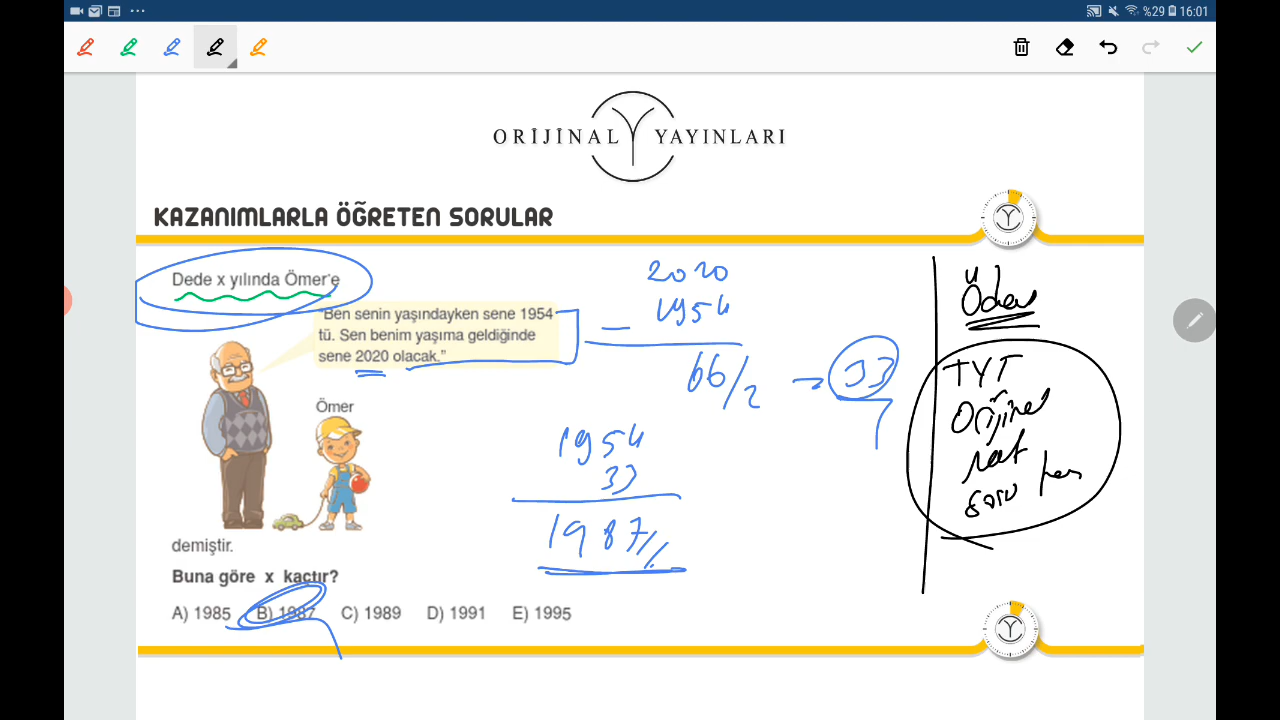 %29 16:01
ORİJİNAL YAYINLARI
KAZANIMLARLA ÖĞRETEN SORULAR
Dede x yılında Ömer'e
"Ben senin yaşındayken sene 1954
tü. Sen benim yaşıma geldiğinde
sene 2020 olacak."
Ömer
demiştir.
Buna göre x kaçtır?
A) 1985 B) 1987 C) 1989 D) 1991 E) 1995
2020
1954
66/2 → 33
1954
33
1987//
Ödev
TYT
Orijinal
soru